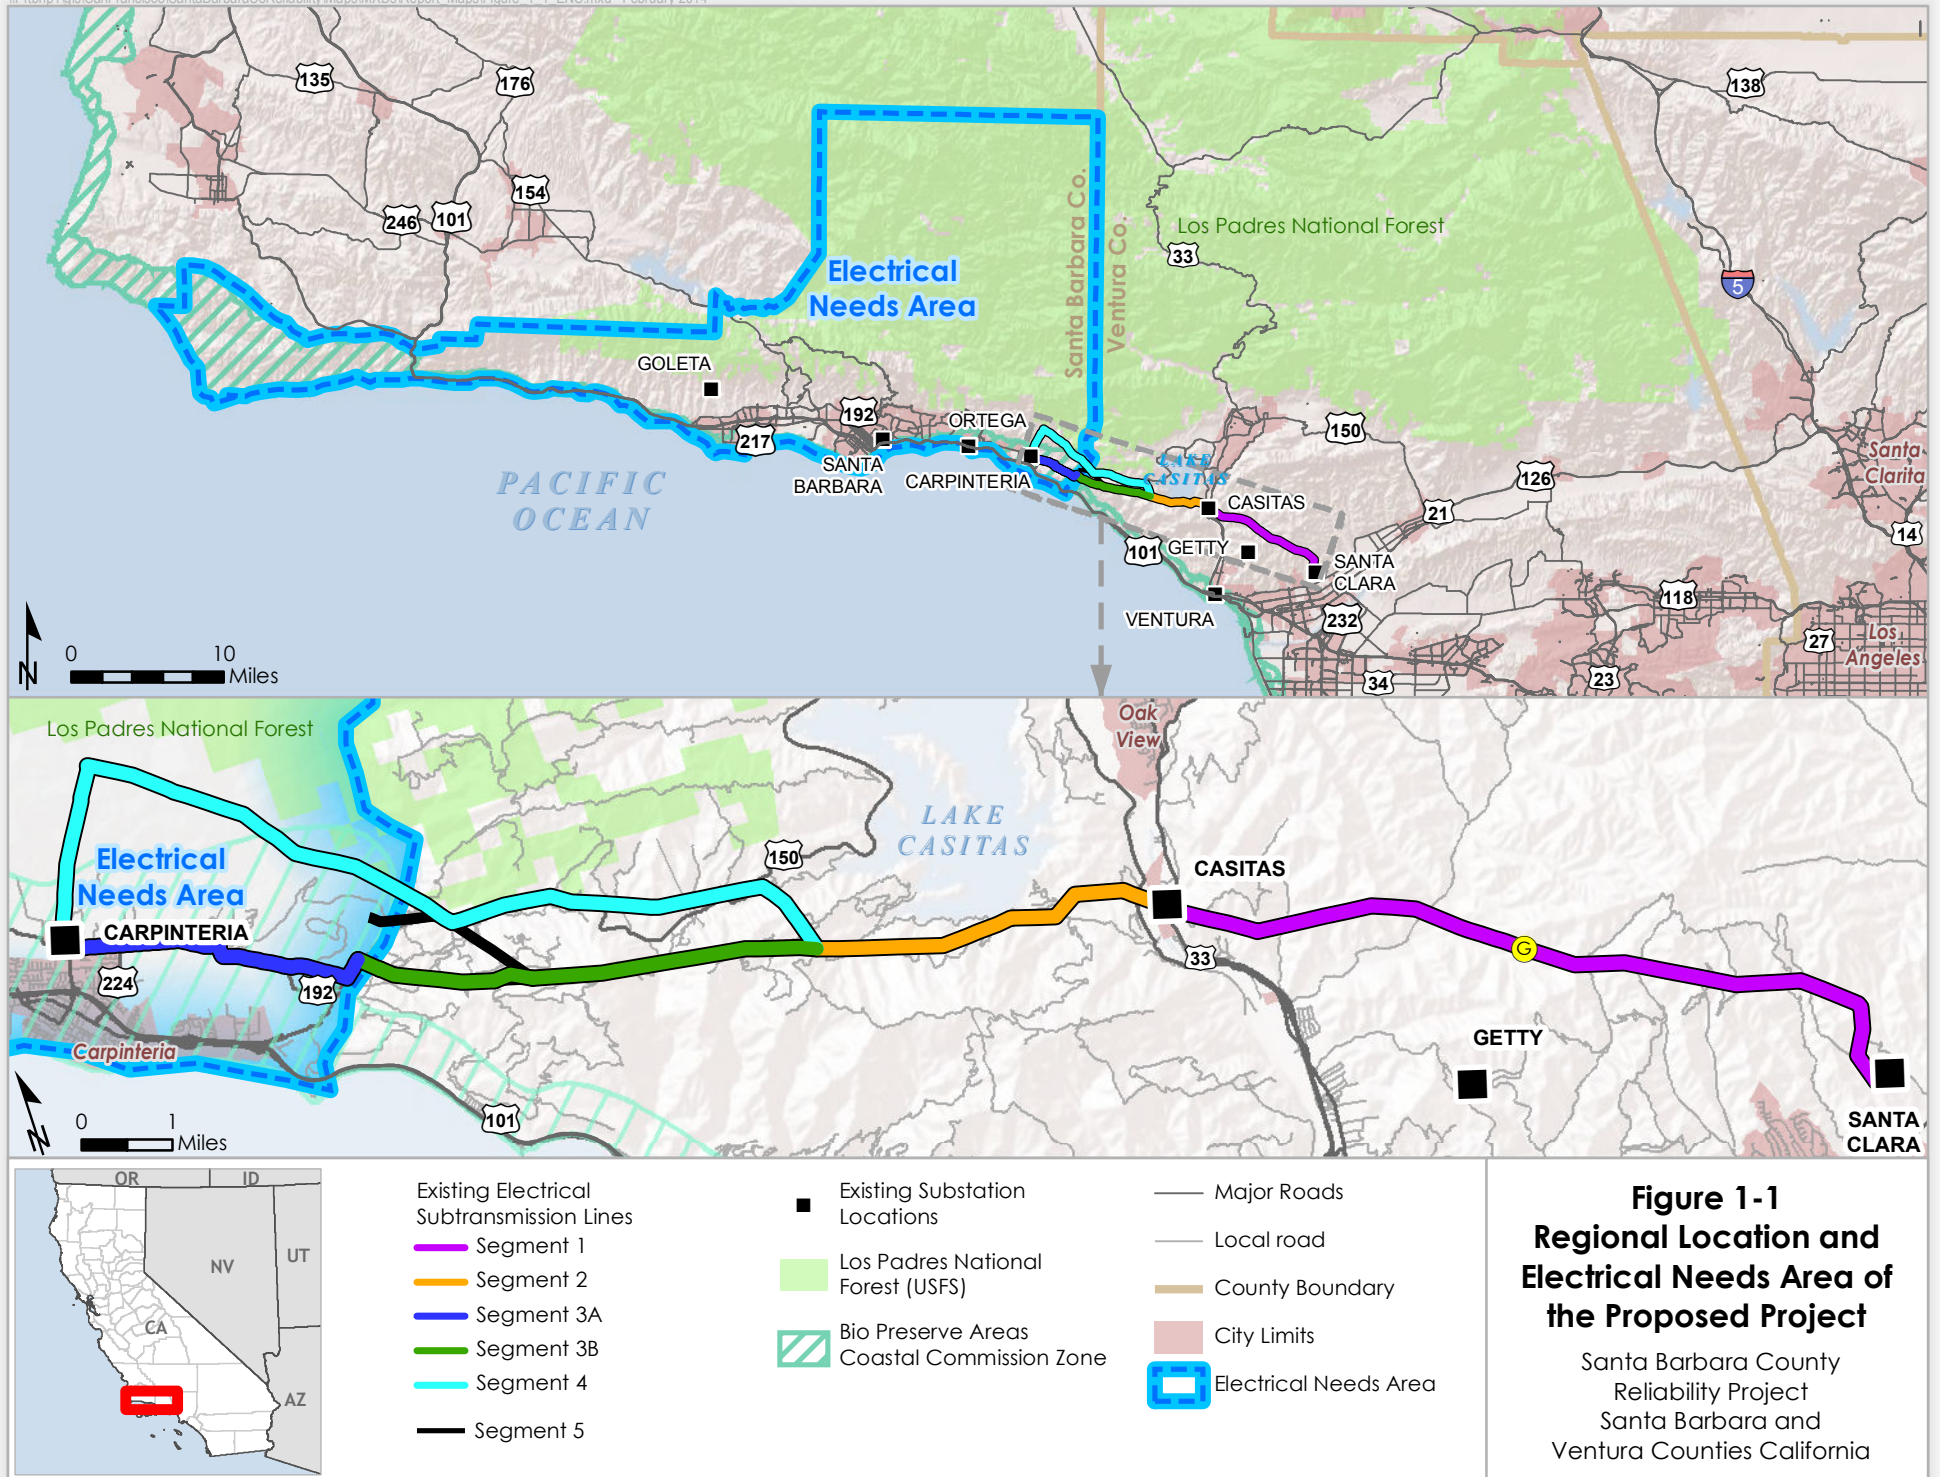 135
176
138
154
246
101
Los Padres National Forest
33
5
Santa Barbara Co.
Ventura Co.
Electrical
Needs Area
GOLETA
192
ORTEGA
217
150
SANTA
BARBARA
CARPINTERIA
LAKE
CASITAS
Santa
Clarita
126
PACIFIC
OCEAN
CASITAS
21
14
101
GETTY
SANTA
CLARA
118
VENTURA
232
27
Los
Angeles
34
23
N
0 10
Miles
Los Padres National Forest
Oak
View
LAKE
CASITAS
150
Electrical
Needs Area
CASITAS
CARPINTERIA
224
192
33
G
Carpinteria
GETTY
101
SANTA
CLARA
N
0 1
Miles
OR
ID
NV
UT
CA
AZ
Existing Electrical
Subtransmission Lines
Segment 1
Segment 2
Segment 3A
Segment 3B
Segment 4
Segment 5
Existing Substation
Locations
Los Padres National
Forest (USFS)
Bio Preserve Areas
Coastal Commission Zone
Major Roads
Local road
County Boundary
City Limits
Electrical Needs Area
Figure 1-1
Regional Location and
Electrical Needs Area of
the Proposed Project
Santa Barbara County
Reliability Project
Santa Barbara and
Ventura Counties California